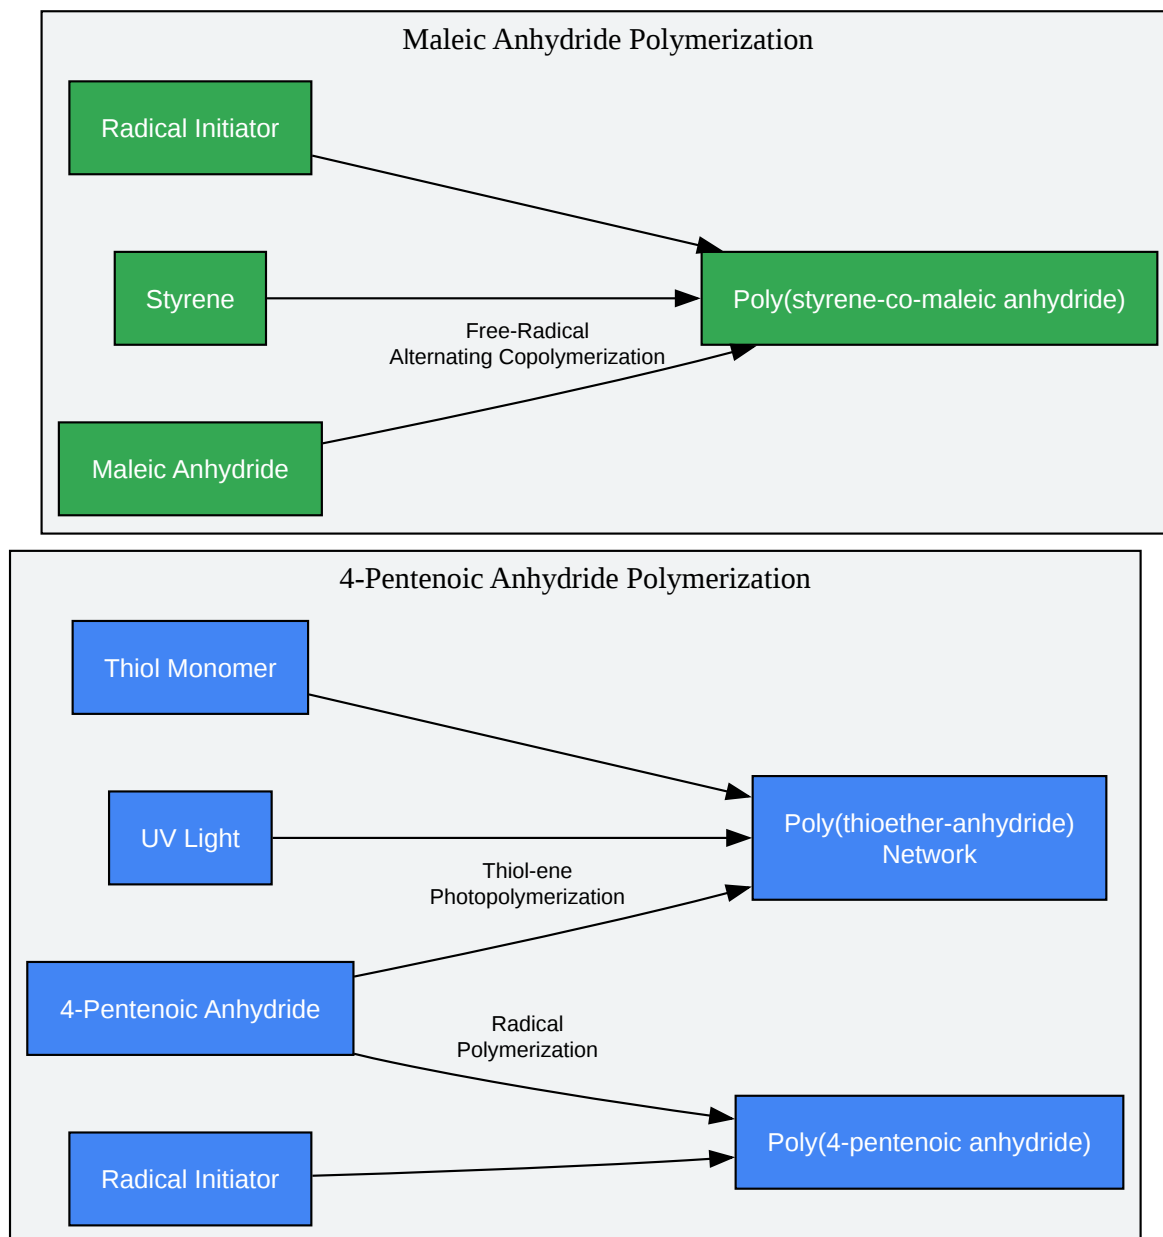 Maleic Anhydride Polymerization
Radical Initiator
Styrene
Poly(styrene-co-maleic anhydride)
Free-Radical
Alternating Copolymerization
Maleic Anhydride
4-Pentenoic Anhydride Polymerization
Thiol Monomer
UV Light
Poly(thioether-anhydride)
Network
Thiol-ene
Photopolymerization
4-Pentenoic Anhydride
Radical
Polymerization
Poly(4-pentenoic anhydride)
Radical Initiator